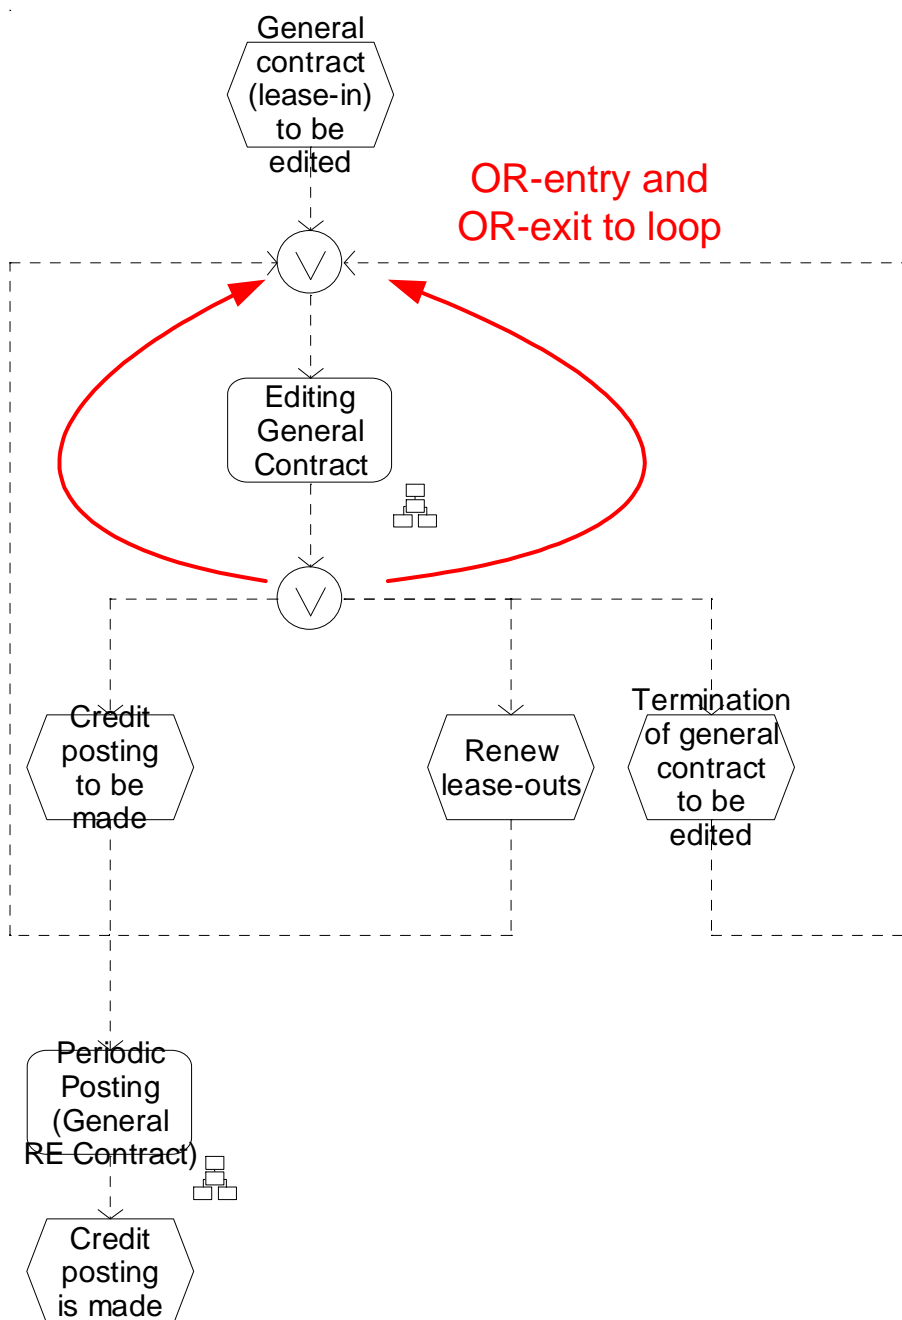 General
contract
(lease-in)
to be
edited
OR-entry and
OR-exit to loop
V
Editing
General
Contract
V
Credit
posting
to be
made
Renew
lease-outs
Termination
of general
contract
to be
edited
Periodic
Posting
(General
RE Contract)
Credit
posting
is made